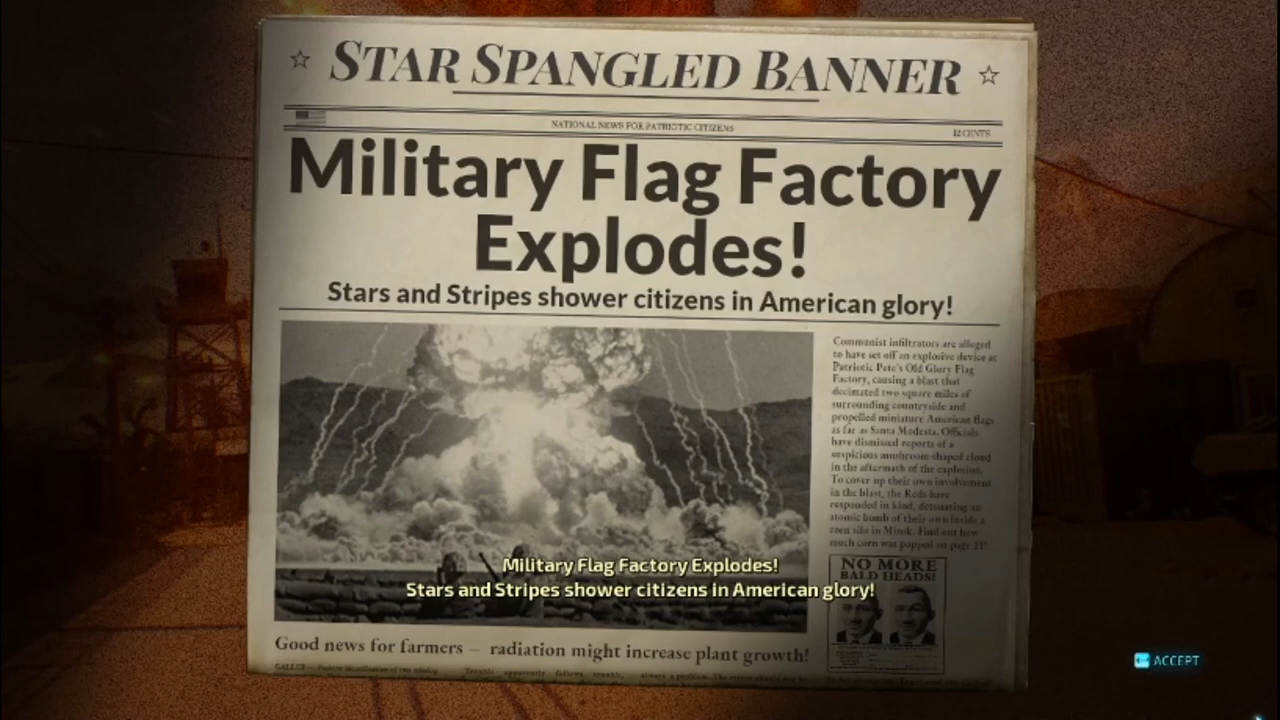 STAR SPANGLED BANNER
NATIONAL NEWS FOR PATRIOTIC CITIZENS
12 CENTS
Military Flag Factory
Explodes!
Stars and Stripes shower citizens in American glory!
Communist infiltrators are alleged
to have set off an explosive device at
Patriotic Pete's Old Glory Flag
Factory, causing a blast that
decimated two square miles of
surrounding countryside and
propelled miniature American flags
as far as Santa Modesta. Officials
have dismissed reports of a
suspicious mushroom shaped cloud
in the aftermath of the explosion.
To cover up their own involvement
in the blast, the Reds have
responded in kind, detonating an
atomic bomb of their own inside a
corn silo in Minsk. Find out how
much corn was popped on page 11!
NO MORE
BALD HEADS!
Military Flag Factory Explodes!
Stars and Stripes shower citizens in American glory!
Good news for farmers – radiation might increase plant growth!
ACCEPT